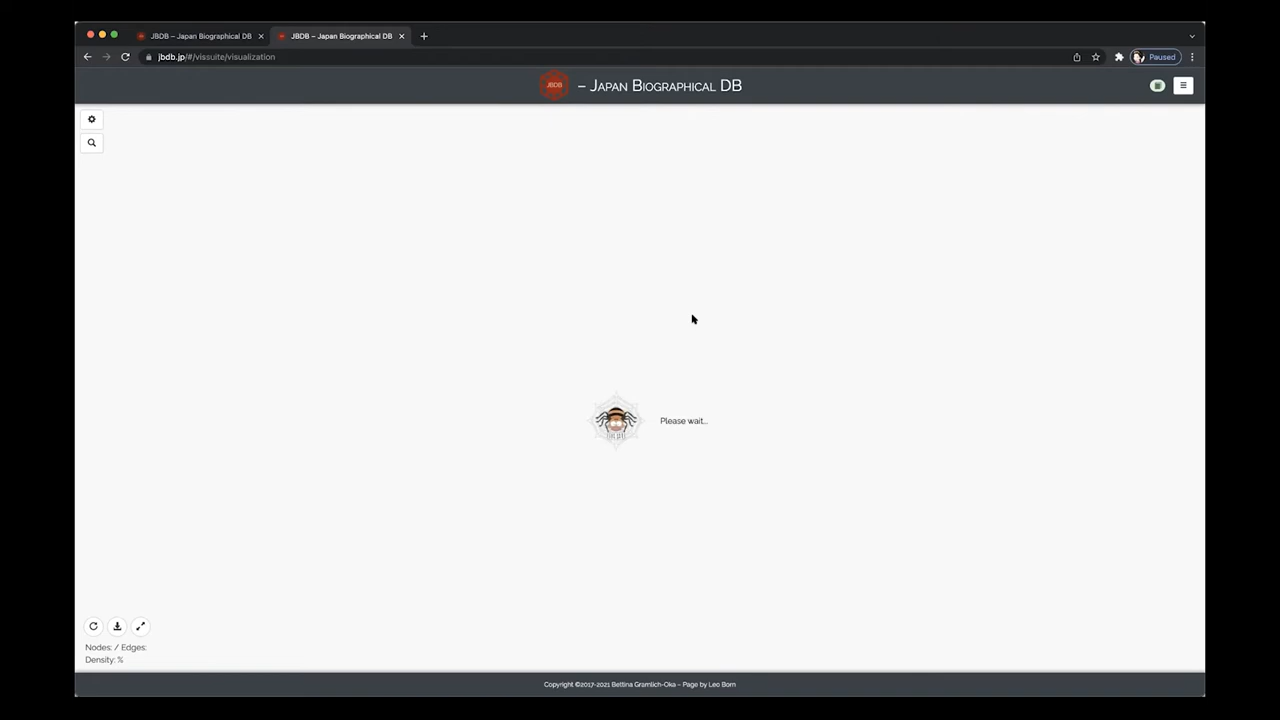 JBDB – Japan Biographical DB
JBDB – Japan Biographical DB
jbdb.jp/#/vissuite/visualization
Paused
JBDB
– Japan Biographical DB
Please wait...
Nodes: / Edges:
Density: %
Copyright ©2017-2021 Bettina Gramlich-Oka – Page by Leo Born